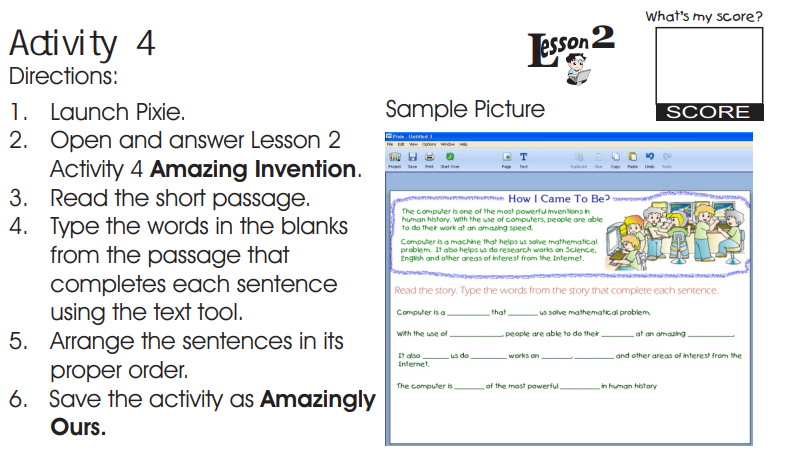 What's my score?
Activity 4
Lesson 2
Directions:
SCORE
1. Launch Pixie.
2. Open and answer Lesson 2
Activity 4 Amazing Invention.
3. Read the short passage.
4. Type the words in the blanks
from the passage that
completes each sentence
using the text tool.
5. Arrange the sentences in its
proper order.
6. Save the activity as Amazingly
Ours.
Sample Picture
Pixie - Untitled 3
File Edit View Options Window Help
Project Save Print Start Over Page Text Duplicate Copy Paste Undo
How I Came To Be?
The computer is one of the most powerful inventions in
human history. With the use of computers, people are able
to do their work at an amazing speed.
Computer is a machine that helps us solve mathematical
problem. It also helps us do research works on Science,
English and other areas of interest from the Internet.
Read the story. Type the words from the story that complete each sentence.
Computer is a ________ that ________ us solve mathematical problem.
With the use of ____________, people are able to do their ________ at an amazing ___________.
It also _______ us do _________ works on ________, __________ and other areas of interest from the
Internet.
The computer is ________ of the most powerful __________ in human history